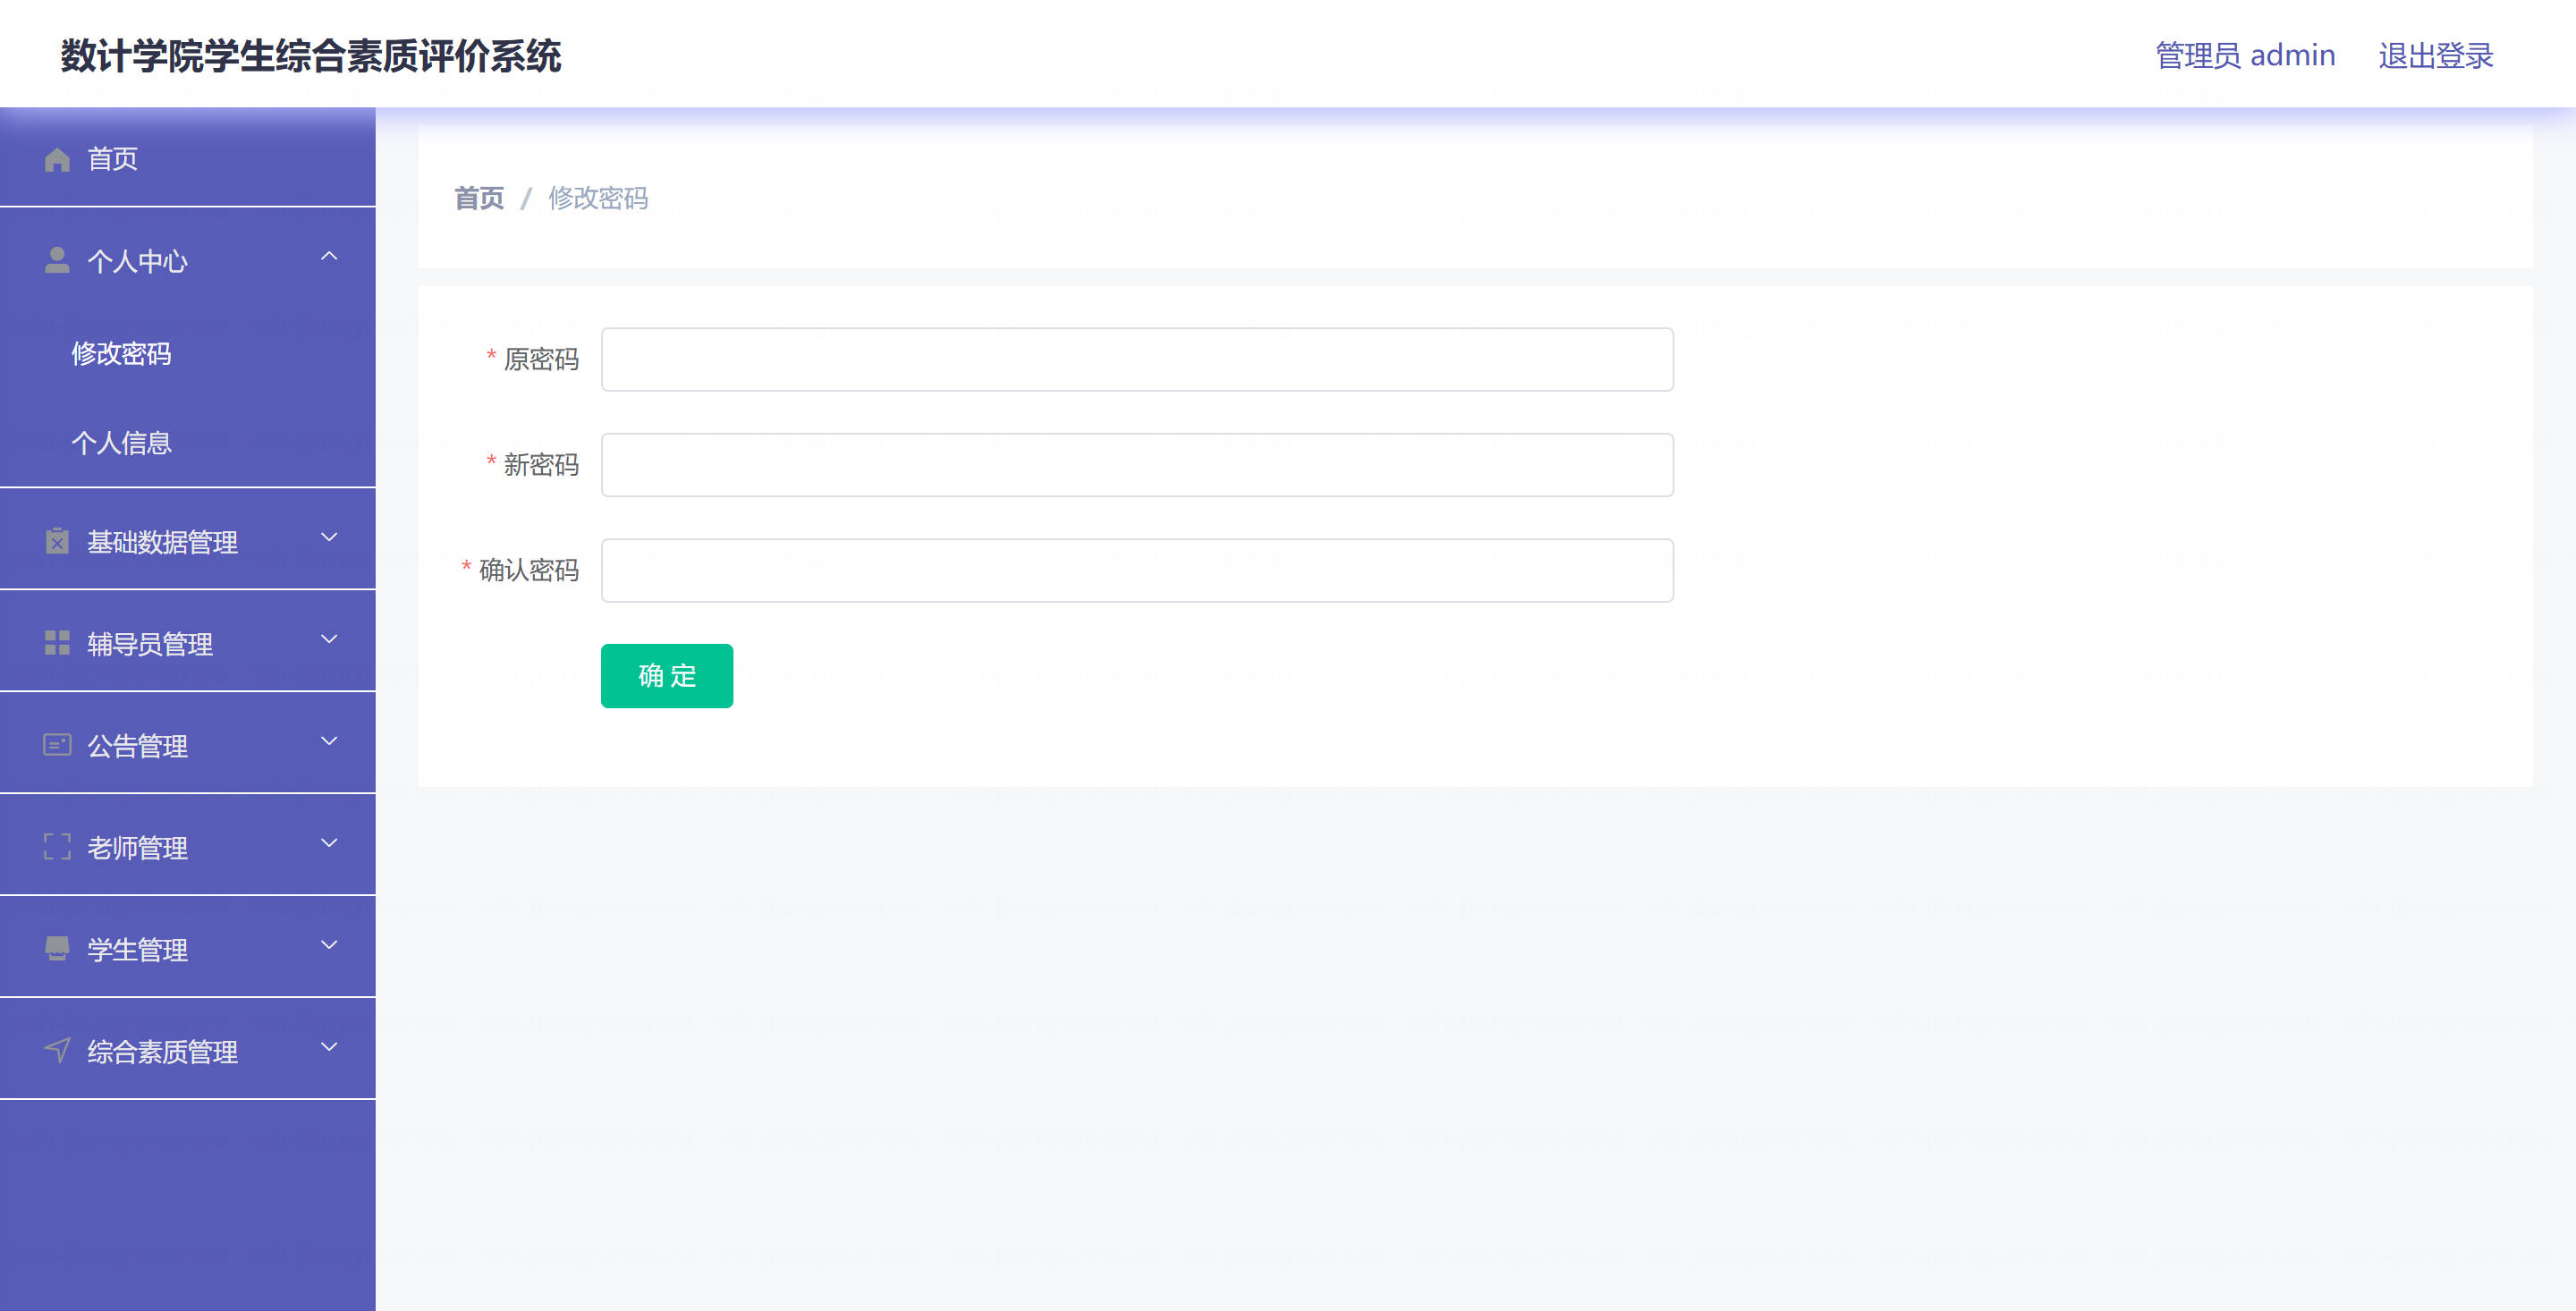 数计学院学生综合素质评价系统
管理员 admin
退出登录
首页
个人中心
修改密码
个人信息
基础数据管理
辅导员管理
公告管理
老师管理
学生管理
综合素质管理
首页 / 修改密码
* 原密码
* 新密码
* 确认密码
确 定